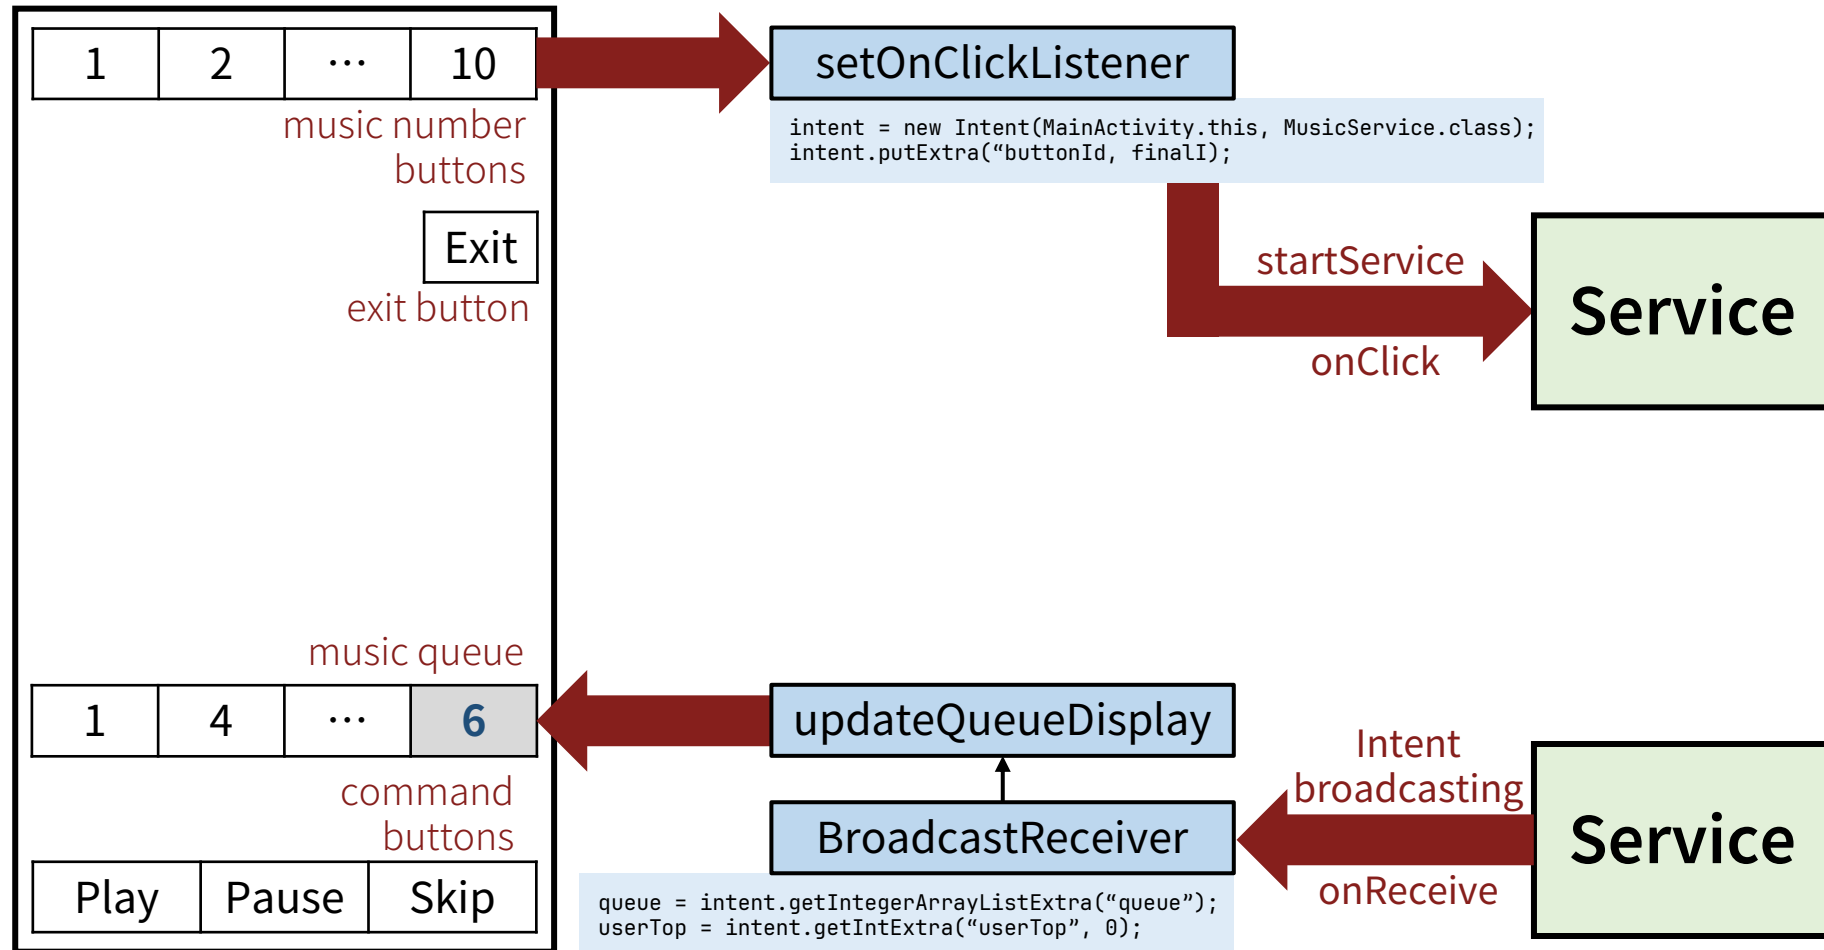 1 2 ... 10
music number
buttons
Exit
exit button
music queue
1 4 ... 6
command
buttons
Play Pause Skip
setOnClickListener
intent = new Intent(MainActivity.this, MusicService.class);
intent.putExtra(“buttonId, finalI);
startService
onClick
Service
updateQueueDisplay
BroadcastReceiver
queue = intent.getIntegerArrayListExtra(“queue”);
userTop = intent.getIntExtra(“userTop”, 0);
Intent
broadcasting
onReceive
Service